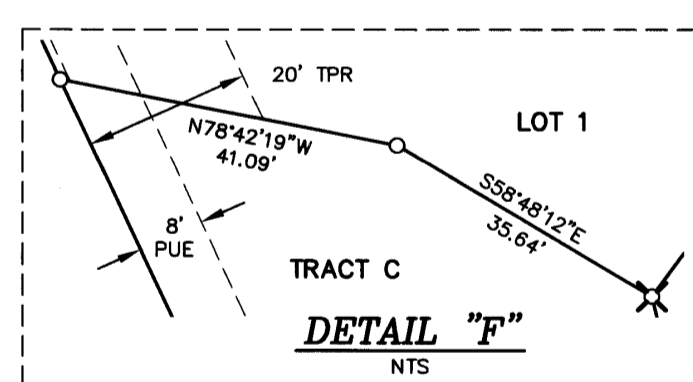 20' TPR
LOT 1
N78°42'19"W
41.09'
S58°48'12"E
35.64'
8'
PUE
TRACT C
DETAIL "F"
NTS